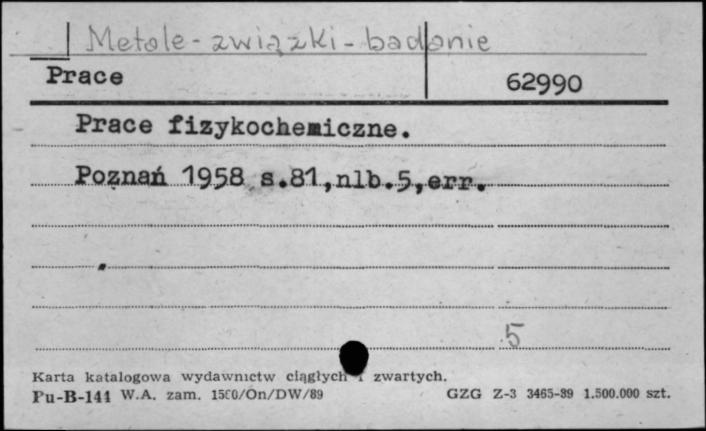 Metale - związki - badanie
Prace 62990
Prace fizykochemiczne.
Poznań 1958 s.81,nlb.5,err.
5
Karta katalogowa wydawnictw ciągłych i zwartych.
Pu-B-144 W.A. zam. 1500/On/DW/89 GZG Z-3 3465-89 1.500.000 szt.